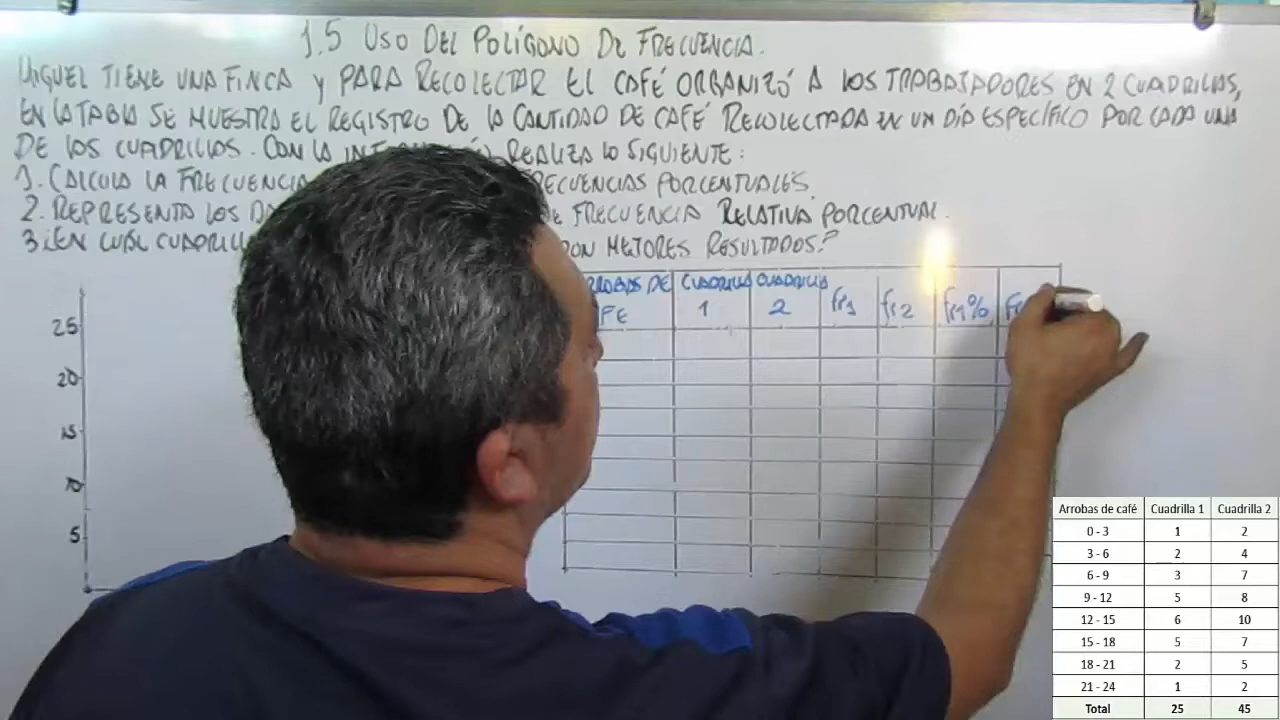 1.5 USO DEL POLÍGONO DE FRECUENCIA.
MIGUEL TIENE UNA FINCA Y PARA RECOLECTAR EL CAFÉ ORGANIZÓ A LOS TRABAJADORES EN 2 CUADRILLAS,
EN LA TABLA SE MUESTRA EL REGISTRO DE LA CANTIDAD DE CAFÉ RECOLECTADA EN UN DÍA ESPECÍFICO POR CADA UNA
DE LOS CUADRILLAS. CON LA REALIZA LO SIGUIENTE:
1. CALCULA LA FRECUENCIA FRECUENCIAS PORCENTUALES.
2. REPRESENTA LOS DE FRECUENCIA RELATIVA PORCENTUAL.
3 ¿EN CUÁL CUADRILLA MEJORES RESULTADOS?
DE CUADRILLA CUADRILLA
1 2 fr1 fr2 fr1%
25
20
15
10
5
Arrobas de café Cuadrilla 1 Cuadrilla 2
0 - 3 1 2
3 - 6 2 4
6 - 9 3 7
9 - 12 5 8
12 - 15 6 10
15 - 18 5 7
18 - 21 2 5
21 - 24 1 2
Total 25 45